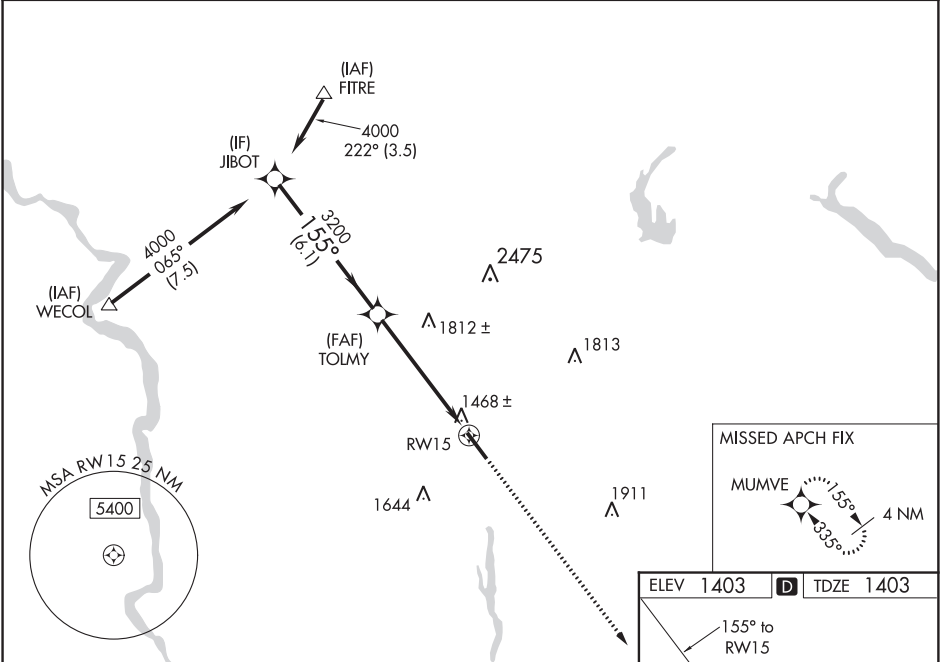 (IAF)
FITRE
4000
222° (3.5)
(IF)
JIBOT
3200
155°
(6.1)
4000
065°
(7.5)
(IAF)
WECOL
2475
(FAF)
TOLMY
1812 ±
1813
1468 ±
RW15
MSA RW15 25 NM
5400
1644
1911
MISSED APCH FIX
MUMVE
155°
335°
4 NM
ELEV 1403 D TDZE 1403
155° to
RW15